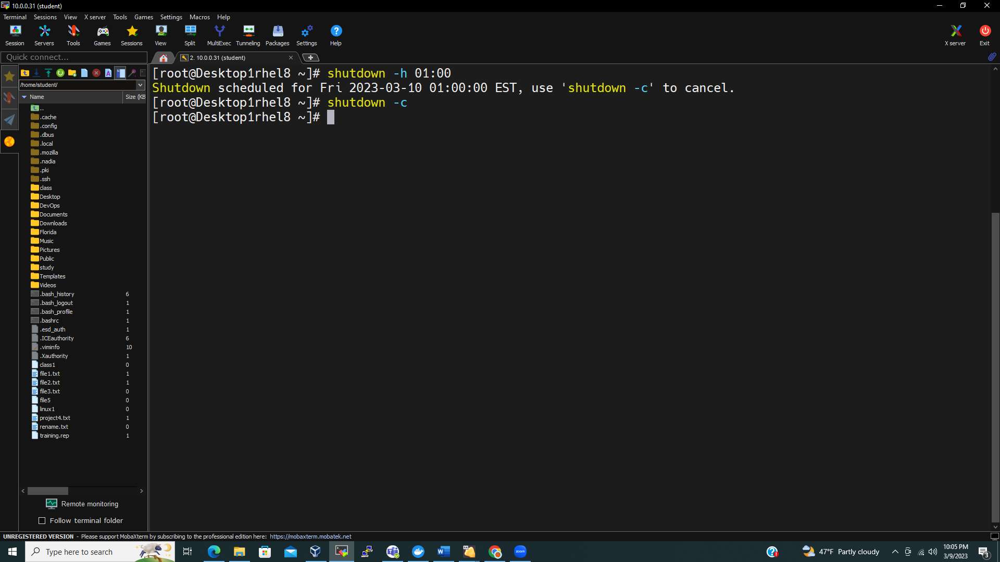 10.0.0.31 (student)
Terminal Sessions View X server Tools Games Settings Macros Help
Session Servers Tools Games Sessions View Split MultiExec Tunneling Packages Settings Help X server Exit
Quick connect...
2. 10.0.0.31 (student)
/home/student/
Name Size (KB
..
.cache
.config
.dbus
.local
.mozilla
.nadia
.pki
.ssh
class
Desktop
DevOps
Documents
Downloads
Florida
Music
Pictures
Public
study
Templates
Videos
.bash_history 6
.bash_logout 1
.bash_profile 1
.bashrc 1
.esd_auth 1
.ICEauthority 6
.viminfo 10
.Xauthority 1
class1 0
file1.txt 1
file2.txt 1
file3.txt 0
file5 0
linux1 0
project4.txt 1
rename.txt 0
training.rep 1
Remote monitoring
Follow terminal folder
[root@Desktop1rhel8 ~]# shutdown -h 01:00
Shutdown scheduled for Fri 2023-03-10 01:00:00 EST, use 'shutdown -c' to cancel.
[root@Desktop1rhel8 ~]# shutdown -c
[root@Desktop1rhel8 ~]#
UNREGISTERED VERSION - Please support MobaXterm by subscribing to the professional edition here: https://mobaxterm.mobatek.net
Type here to search
zoom
47°F Partly cloudy
10:05 PM
3/9/2023
3